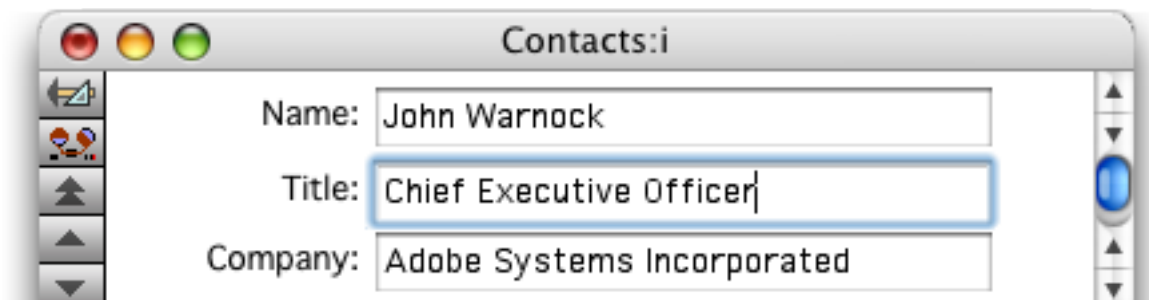 Contacts:i
Name: John Warnock
Title: Chief Executive Officer
Company: Adobe Systems Incorporated